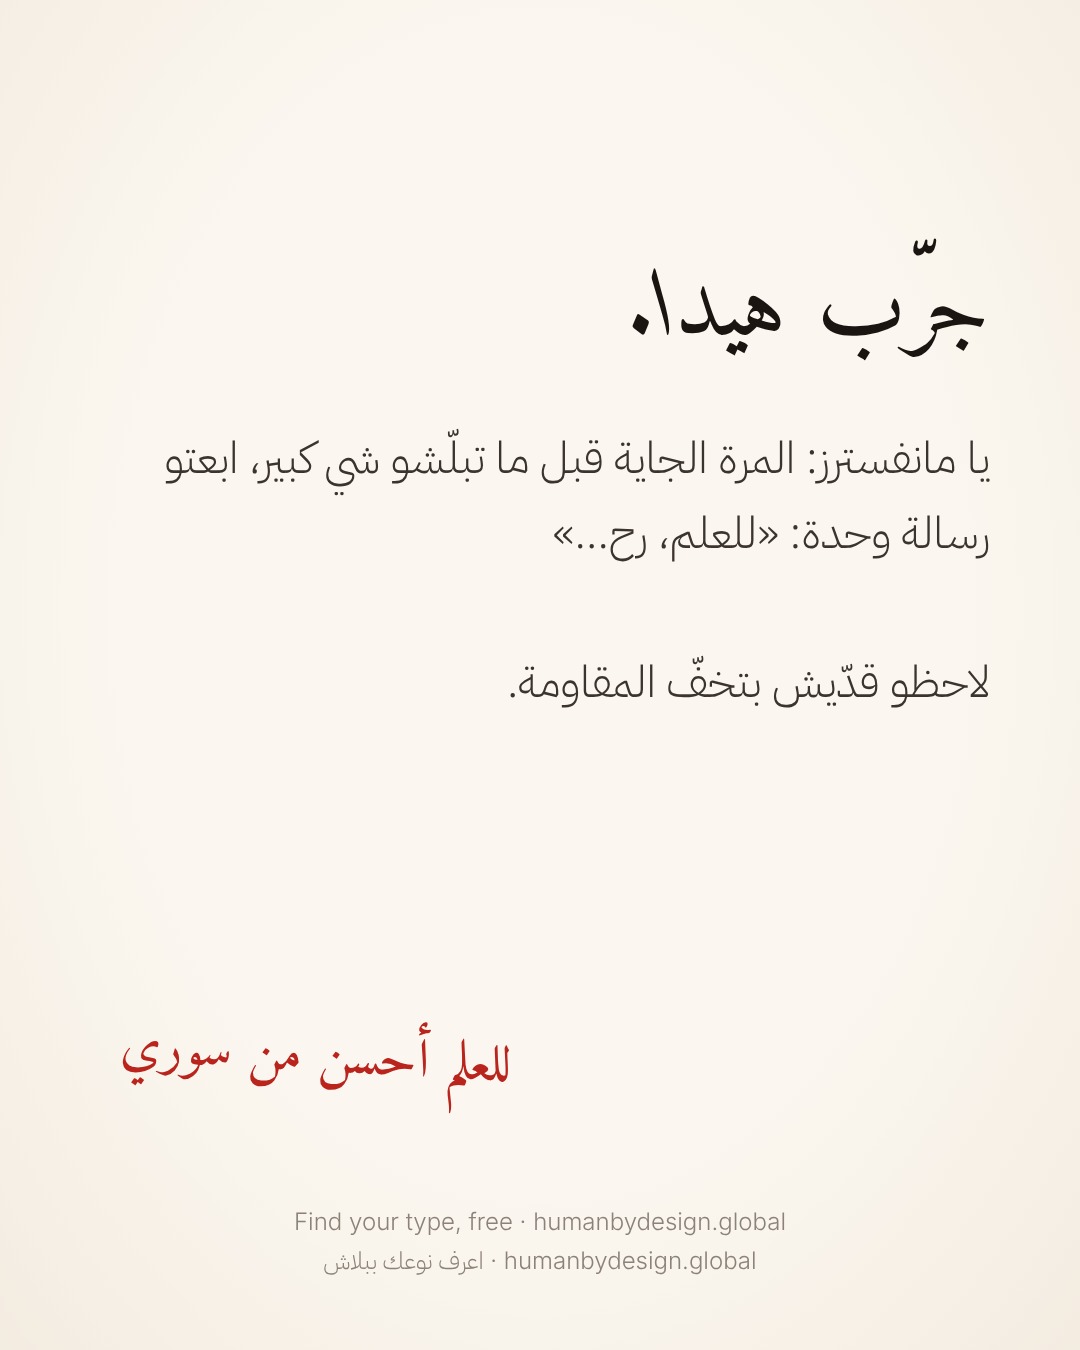 جرّب هيدا.
يا مانفسترز: المرة الجاية قبل ما تبلّشو شي كبير، ابعتو
رسالة وحدة: «للعلم، رح...»
لاحظو قدّيش بتخفّ المقاومة.
للعلم أحسن من سوري
Find your type, free · humanbydesign.global
اعرف نوعك ببلاش · humanbydesign.global